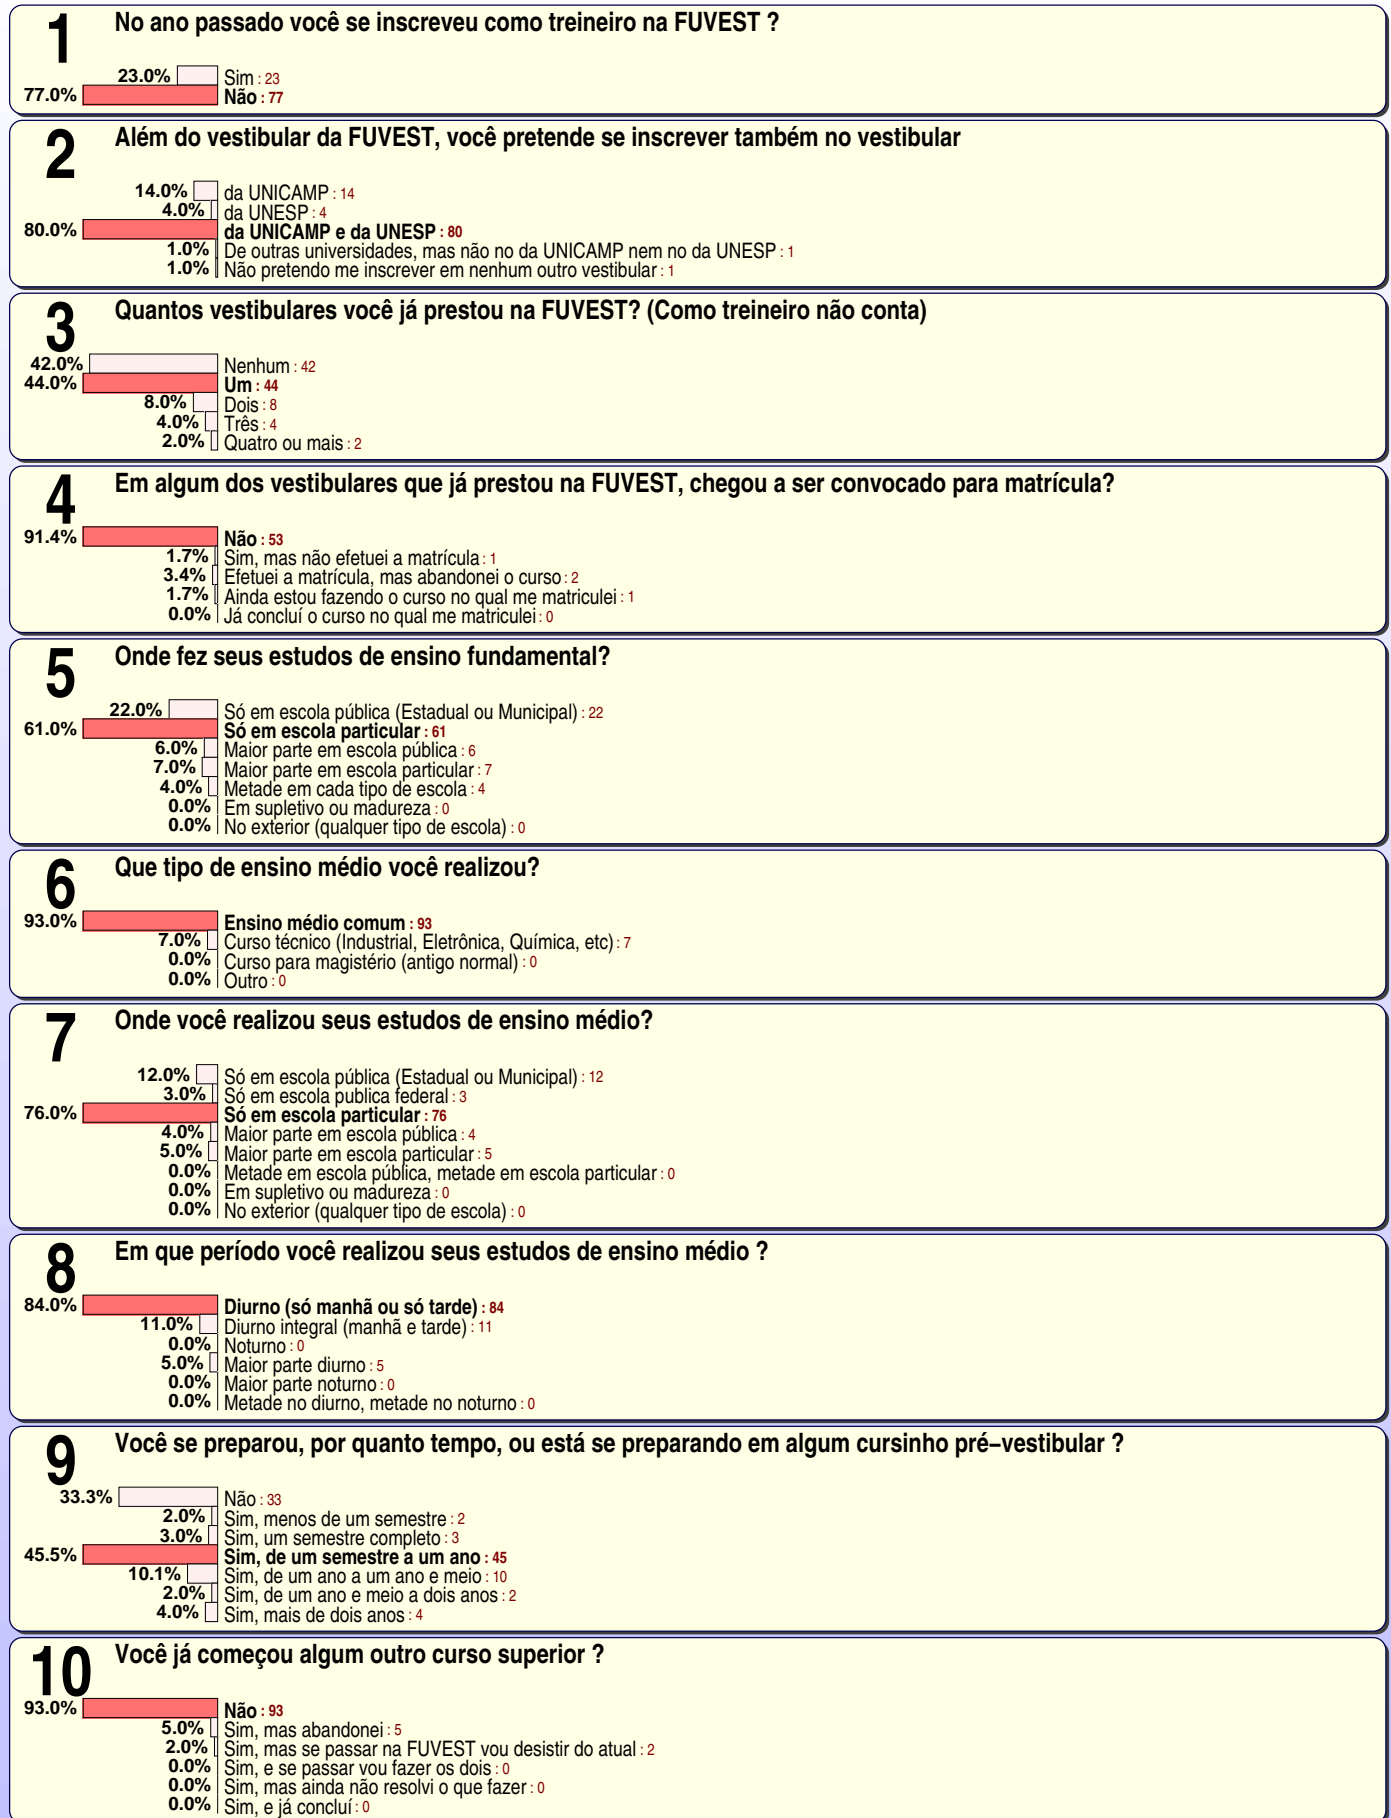 1 No ano passado você se inscreveu como treineiro na FUVEST ?
23.0% Sim : 23
77.0% Não : 77
2 Além do vestibular da FUVEST, você pretende se inscrever também no vestibular
14.0% da UNICAMP : 14
4.0% da UNESP : 4
80.0% da UNICAMP e da UNESP : 80
1.0% De outras universidades, mas não no da UNICAMP nem no da UNESP : 1
1.0% Não pretendo me inscrever em nenhum outro vestibular : 1
3 Quantos vestibulares você já prestou na FUVEST? (Como treineiro não conta)
42.0% Nenhum : 42
44.0% Um : 44
8.0% Dois : 8
4.0% Três : 4
2.0% Quatro ou mais : 2
4 Em algum dos vestibulares que já prestou na FUVEST, chegou a ser convocado para matrícula?
91.4% Não : 53
1.7% Sim, mas não efetuei a matrícula : 1
3.4% Efetuei a matrícula, mas abandonei o curso : 2
1.7% Ainda estou fazendo o curso no qual me matriculei : 1
0.0% Já concluí o curso no qual me matriculei : 0
5 Onde fez seus estudos de ensino fundamental?
22.0% Só em escola pública (Estadual ou Municipal) : 22
61.0% Só em escola particular : 61
6.0% Maior parte em escola pública : 6
7.0% Maior parte em escola particular : 7
4.0% Metade em cada tipo de escola : 4
0.0% Em supletivo ou madureza : 0
0.0% No exterior (qualquer tipo de escola) : 0
6 Que tipo de ensino médio você realizou?
93.0% Ensino médio comum : 93
7.0% Curso técnico (Industrial, Eletrônica, Química, etc) : 7
0.0% Curso para magistério (antigo normal) : 0
0.0% Outro : 0
7 Onde você realizou seus estudos de ensino médio?
12.0% Só em escola pública (Estadual ou Municipal) : 12
3.0% Só em escola publica federal : 3
76.0% Só em escola particular : 76
4.0% Maior parte em escola pública : 4
5.0% Maior parte em escola particular : 5
0.0% Metade em escola pública, metade em escola particular : 0
0.0% Em supletivo ou madureza : 0
0.0% No exterior (qualquer tipo de escola) : 0
8 Em que período você realizou seus estudos de ensino médio ?
84.0% Diurno (só manhã ou só tarde) : 84
11.0% Diurno integral (manhã e tarde) : 11
0.0% Noturno : 0
5.0% Maior parte diurno : 5
0.0% Maior parte noturno : 0
0.0% Metade no diurno, metade no noturno : 0
9 Você se preparou, por quanto tempo, ou está se preparando em algum cursinho pré−vestibular ?
33.3% Não : 33
2.0% Sim, menos de um semestre : 2
3.0% Sim, um semestre completo : 3
45.5% Sim, de um semestre a um ano : 45
10.1% Sim, de um ano a um ano e meio : 10
2.0% Sim, de um ano e meio a dois anos : 2
4.0% Sim, mais de dois anos : 4
10 Você já começou algum outro curso superior ?
93.0% Não : 93
5.0% Sim, mas abandonei : 5
2.0% Sim, mas se passar na FUVEST vou desistir do atual : 2
0.0% Sim, e se passar vou fazer os dois : 0
0.0% Sim, mas ainda não resolvi o que fazer : 0
0.0% Sim, e já concluí : 0